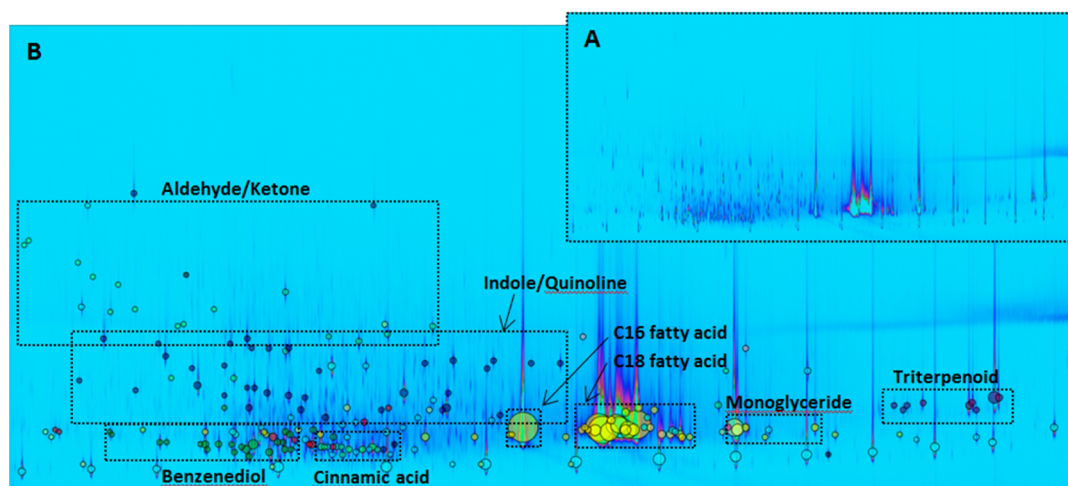 B
A
Aldehyde/Ketone
Indole/Quinoline
C16 fatty acid
C18 fatty acid
Triterpenoid
Monoglyceride
Benzenediol
Cinnamic acid